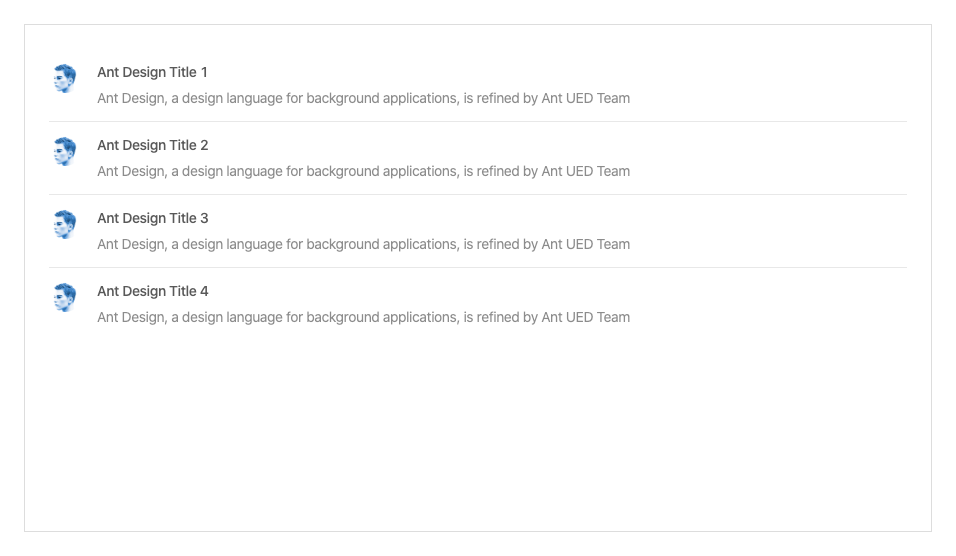 Ant Design Title 1
Ant Design, a design language for background applications, is refined by Ant UED Team
Ant Design Title 2
Ant Design, a design language for background applications, is refined by Ant UED Team
Ant Design Title 3
Ant Design, a design language for background applications, is refined by Ant UED Team
Ant Design Title 4
Ant Design, a design language for background applications, is refined by Ant UED Team